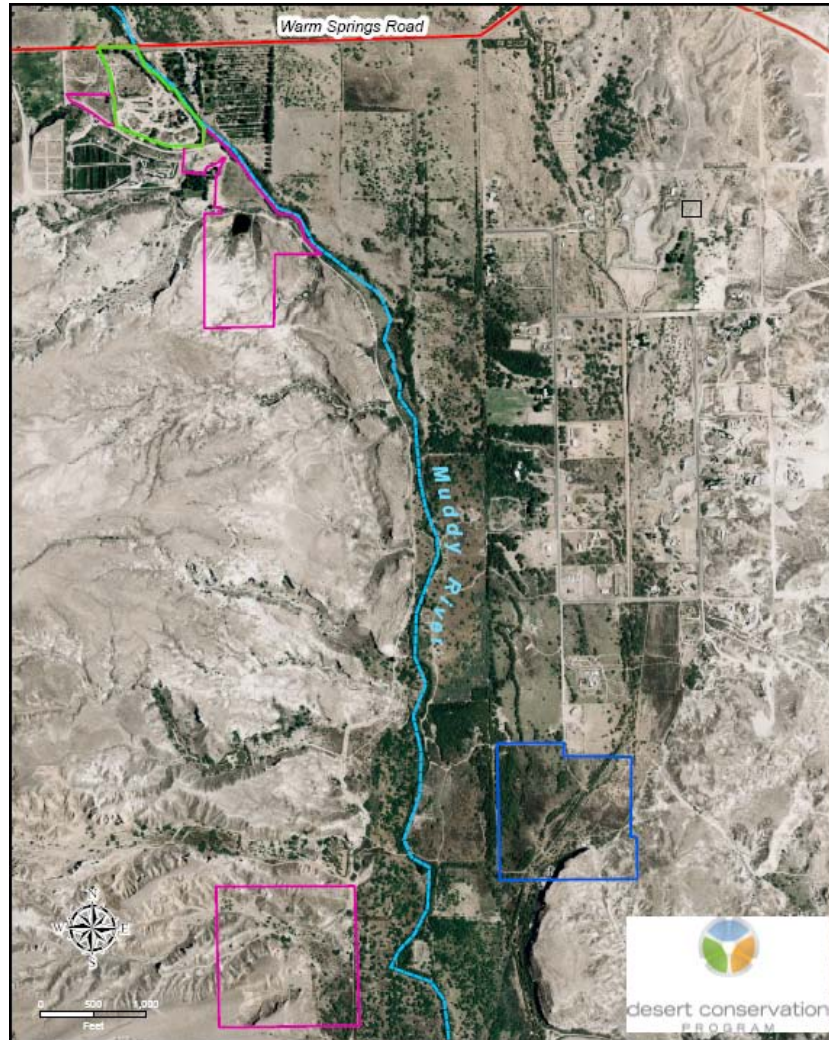 Warm Springs Road
Muddy River
N
W E
S
0 500 1,000
Feet
desert conservation
PROGRAM